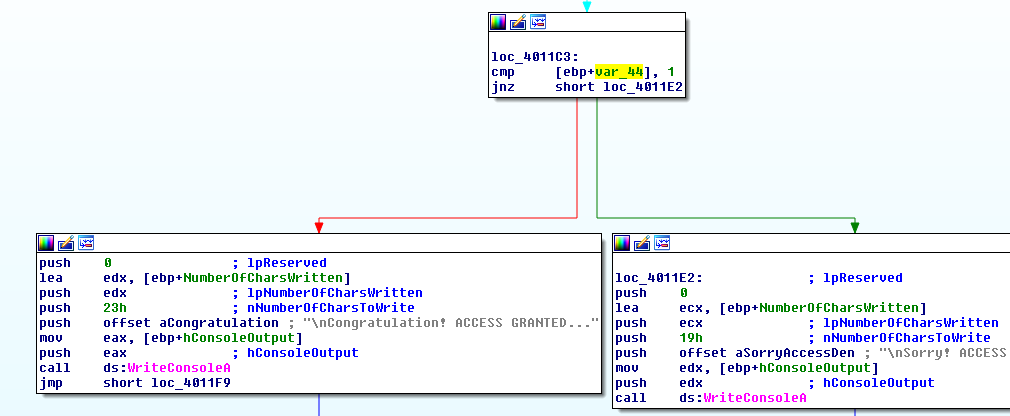 loc_4011C3:
cmp [ebp+var_44], 1
jnz short loc_4011E2
push 0 ; lpReserved
lea edx, [ebp+NumberOfCharsWritten]
push edx ; lpNumberOfCharsWritten
push 23h ; nNumberOfCharsToWrite
push offset aCongratulation ; "\nCongratulation! ACCESS GRANTED..."
mov eax, [ebp+hConsoleOutput]
push eax ; hConsoleOutput
call ds:WriteConsoleA
jmp short loc_4011F9
loc_4011E2: ; lpReserved
push 0
lea ecx, [ebp+NumberOfCharsWritten]
push ecx ; lpNumberOfCharsWritten
push 19h ; nNumberOfCharsToWrite
push offset aSorryAccessDen ; "\nSorry! ACCESS
mov edx, [ebp+hConsoleOutput]
push edx ; hConsoleOutput
call ds:WriteConsoleA